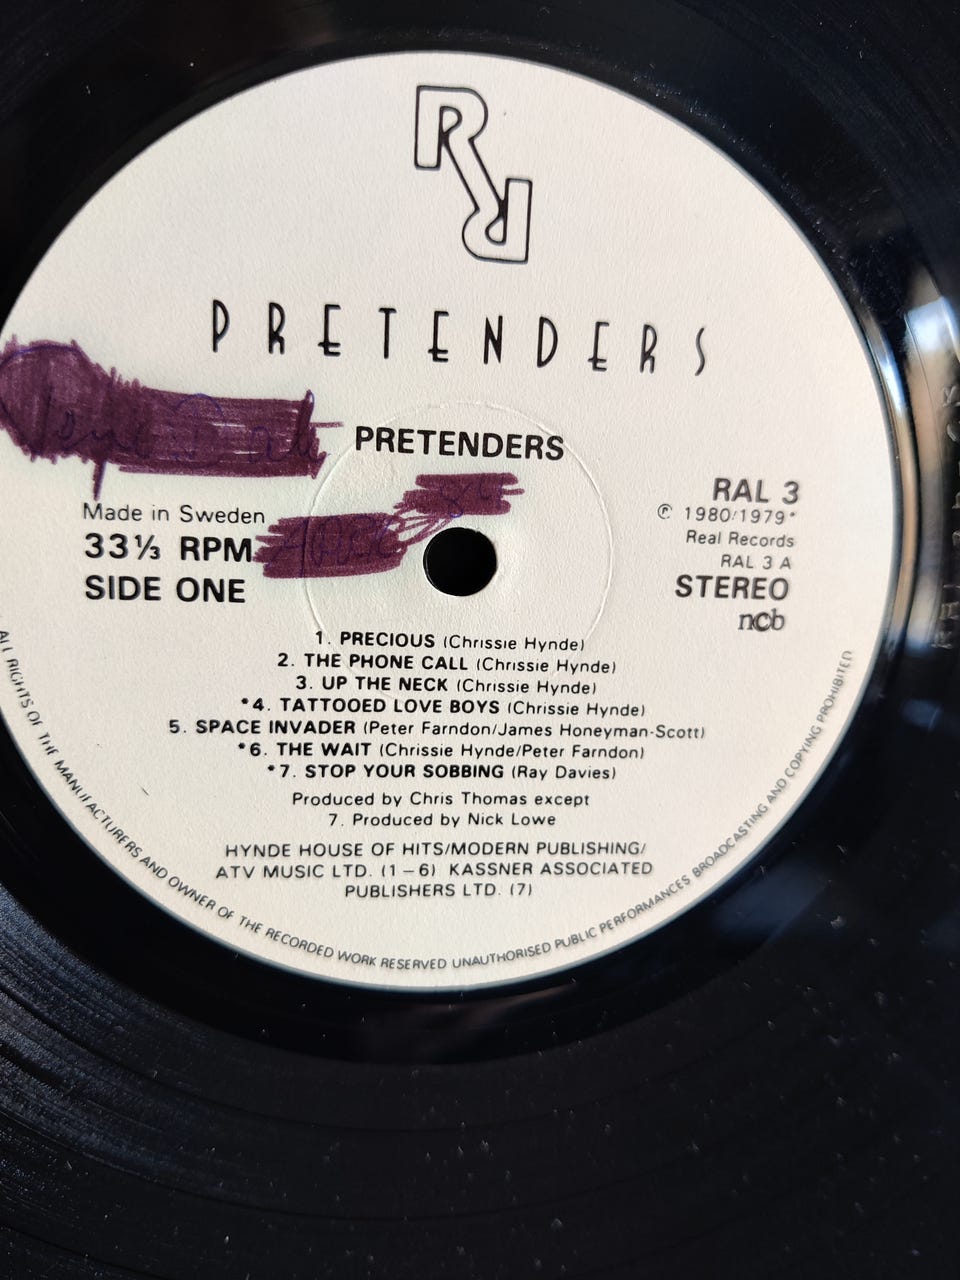 PRETENDERS
PRETENDERS
Made in Sweden
33⅓ RPM
SIDE ONE
RAL 3
℗ 1980/1979*
Real Records
RAL 3 A
STEREO
ncb
1. PRECIOUS (Chrissie Hynde)
2. THE PHONE CALL (Chrissie Hynde)
3. UP THE NECK (Chrissie Hynde)
*4. TATTOOED LOVE BOYS (Chrissie Hynde)
5. SPACE INVADER (Peter Farndon/James Honeyman-Scott)
*6. THE WAIT (Chrissie Hynde/Peter Farndon)
*7. STOP YOUR SOBBING (Ray Davies)
Produced by Chris Thomas except
7. Produced by Nick Lowe
HYNDE HOUSE OF HITS/MODERN PUBLISHING/
ATV MUSIC LTD. (1–6) KASSNER ASSOCIATED
PUBLISHERS LTD. (7)
ALL RIGHTS OF THE MANUFACTURERS AND OWNER OF THE RECORDED WORK RESERVED UNAUTHORISED PUBLIC PERFORMANCES BROADCASTING AND COPYING PROHIBITED